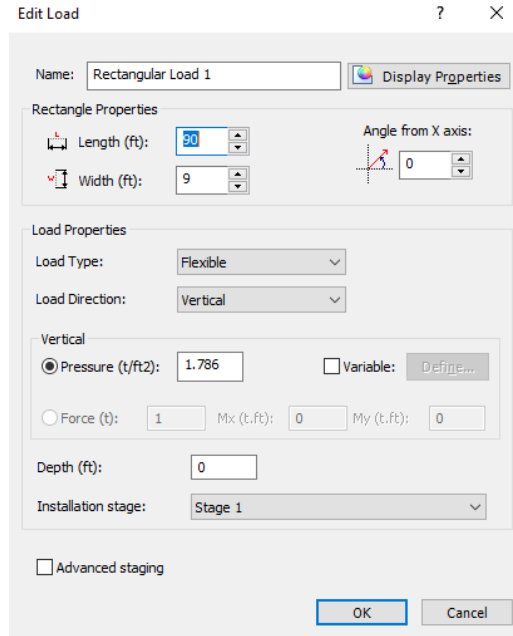 Edit Load ? ×
Name: Rectangular Load 1 Display Properties
Rectangle Properties
Length (ft): 90
Width (ft): 9
Angle from X axis:
0
Load Properties
Load Type: Flexible
Load Direction: Vertical
Vertical
Pressure (t/ft2): 1.786 Variable: Define...
Force (t): 1 Mx (t.ft): 0 My (t.ft): 0
Depth (ft): 0
Installation stage: Stage 1
Advanced staging
OK Cancel